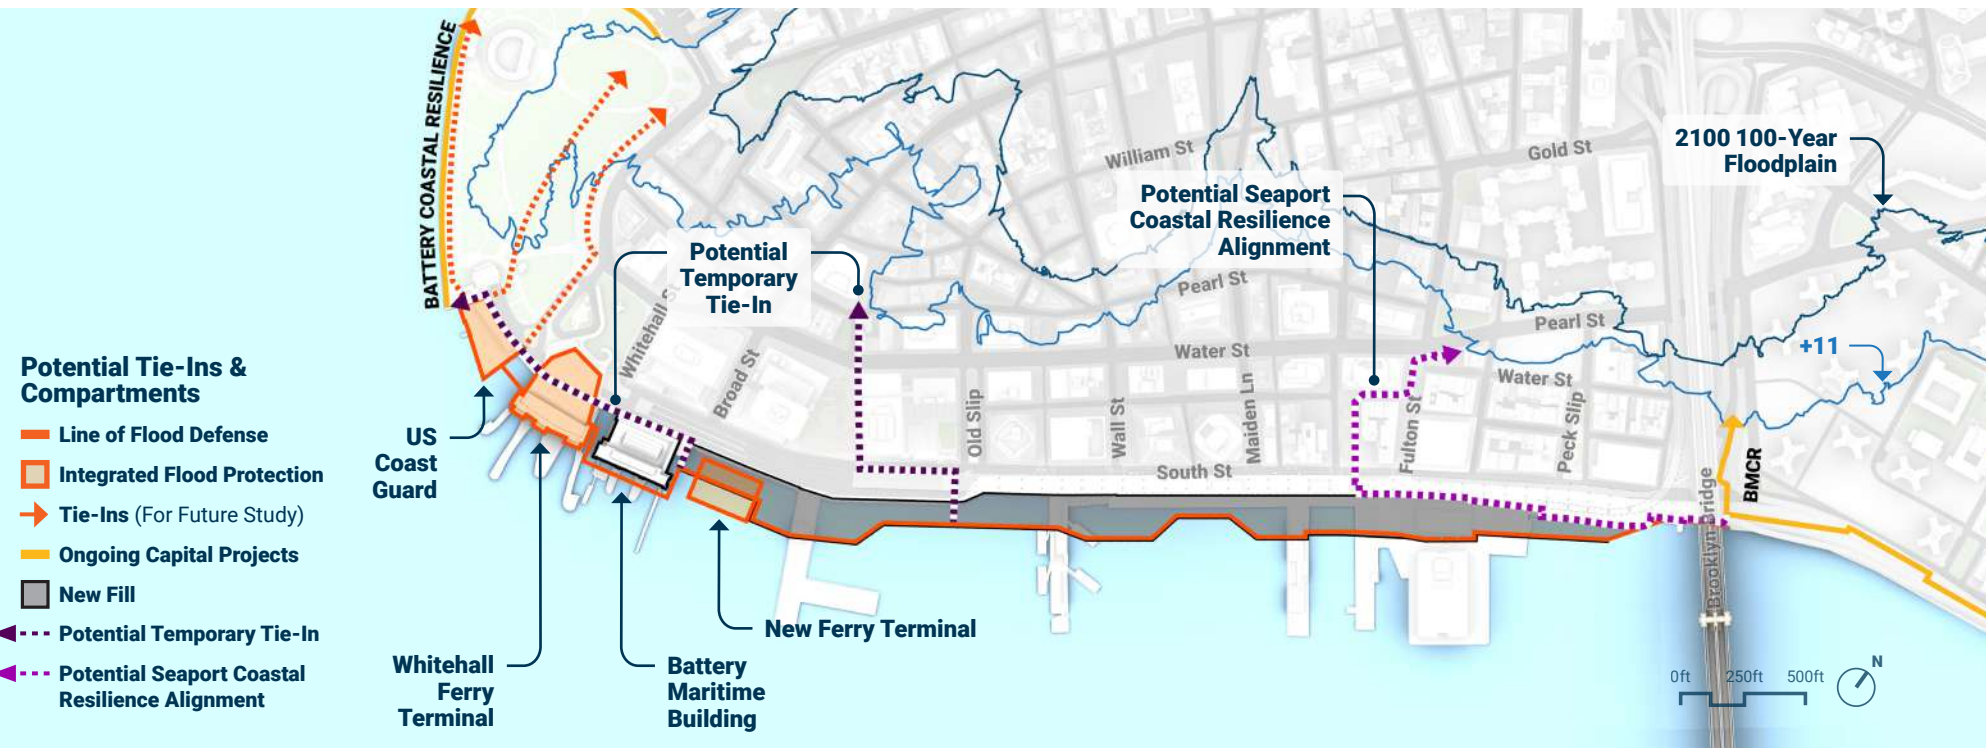 BATTERY COASTAL RESILIENCE
William St
Gold St
2100 100-Year
Floodplain
Potential Seaport
Coastal Resilience
Alignment
Potential
Temporary
Tie-In
Pearl St
Whitehall St
Pearl St
Water St
+11
Broad St
Water St
Old Slip
Wall St
Maiden Ln
Fulton St
Peck Slip
South St
Brooklyn Bridge
BMCR
Potential Tie-Ins &
Compartments
Line of Flood Defense
Integrated Flood Protection
Tie-Ins (For Future Study)
Ongoing Capital Projects
New Fill
Potential Temporary Tie-In
Potential Seaport Coastal
Resilience Alignment
US
Coast
Guard
Whitehall
Ferry
Terminal
Battery
Maritime
Building
New Ferry Terminal
0ft 250ft 500ft
N